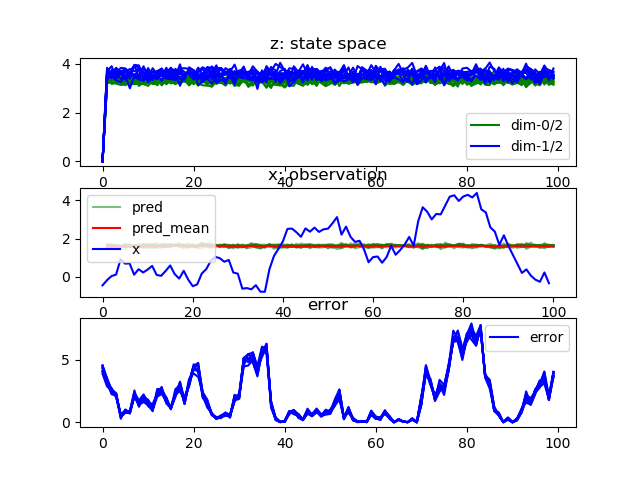 z: state space
4
2
0
dim-0/2
dim-1/2
0 20 40 60 80 100
x: observation
4
2
0
pred
pred_mean
x
0 20 40 60 80 100
error
5
0
error
0 20 40 60 80 100